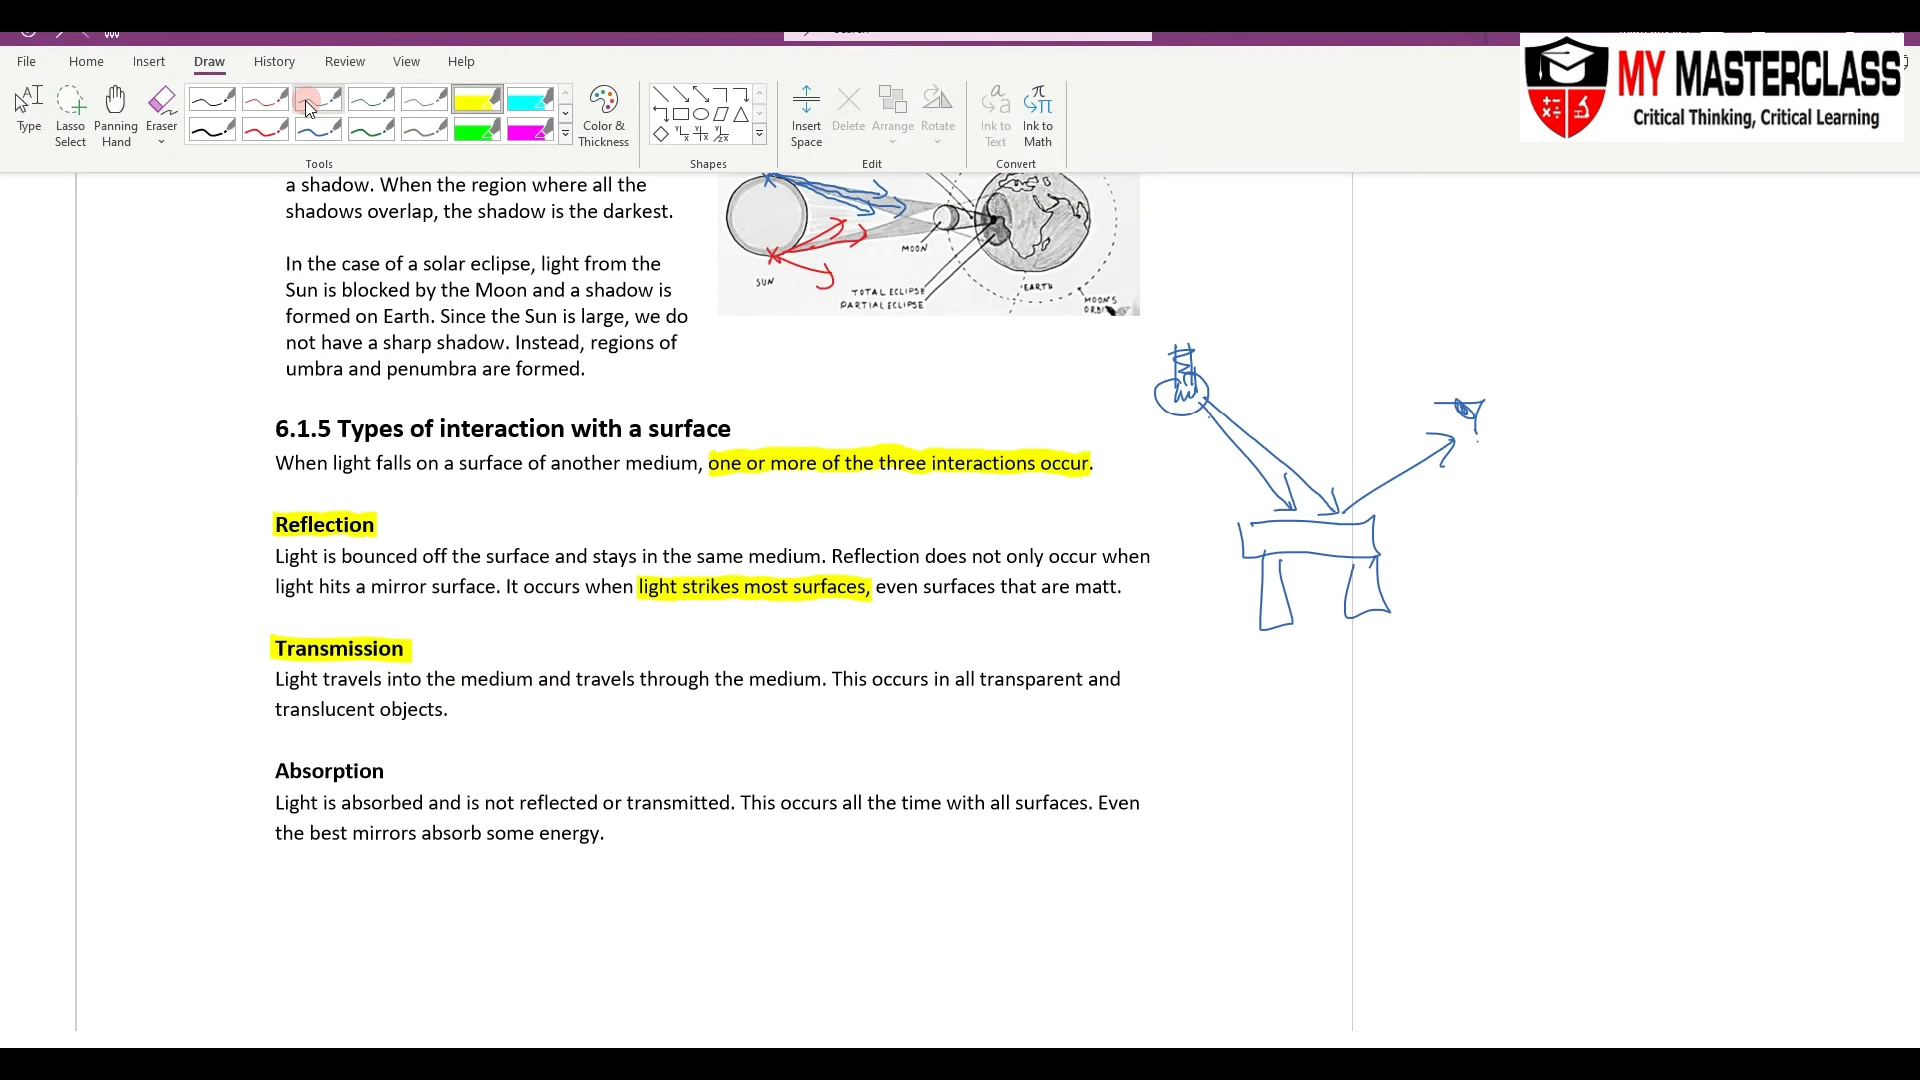 File Home Insert Draw History Review View Help
MY MASTERCLASS
Critical Thinking, Critical Learning
Type
Lasso Select
Panning Hand
Eraser
Color & Thickness
Insert Space
Delete
Arrange
Rotate
Ink to Text
Ink to Math
Tools
Shapes
Edit
Convert
a shadow. When the region where all the
shadows overlap, the shadow is the darkest.
In the case of a solar eclipse, light from the
Sun is blocked by the Moon and a shadow is
formed on Earth. Since the Sun is large, we do
not have a sharp shadow. Instead, regions of
umbra and penumbra are formed.
MOON
SUN
TOTAL ECLIPSE
PARTIAL ECLIPSE
EARTH
MOON'S
ORBIT
6.1.5 Types of interaction with a surface
When light falls on a surface of another medium, one or more of the three interactions occur.
Reflection
Light is bounced off the surface and stays in the same medium. Reflection does not only occur when
light hits a mirror surface. It occurs when light strikes most surfaces, even surfaces that are matt.
Transmission
Light travels into the medium and travels through the medium. This occurs in all transparent and
translucent objects.
Absorption
Light is absorbed and is not reflected or transmitted. This occurs all the time with all surfaces. Even
the best mirrors absorb some energy.